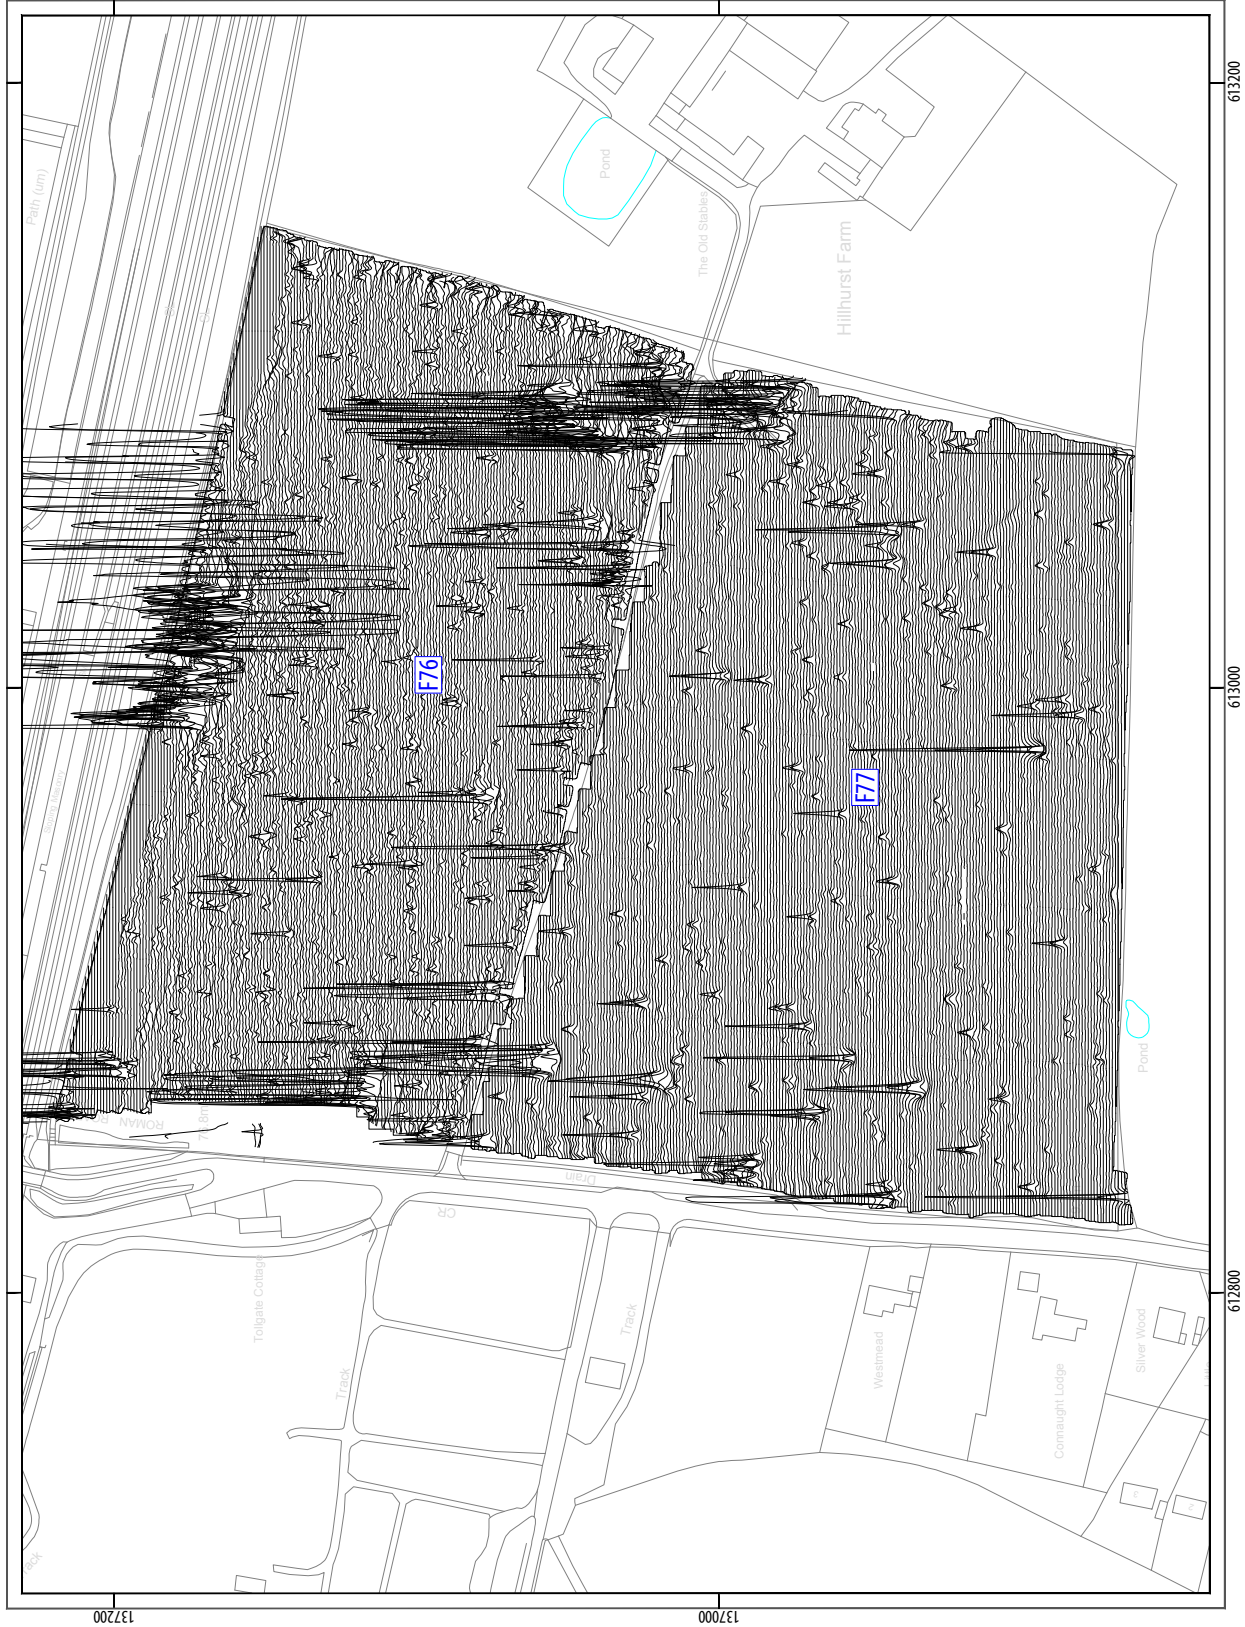 Path (um)
Pond
The Old Stables
Hillhurst Farm
613200
F76
F77
613000
ROMAN
Drain
CR
Pond
Tollgate Cottage
Track
Track
Westmead
Connaught Lodge
Silver Wood
612800
137200
137000